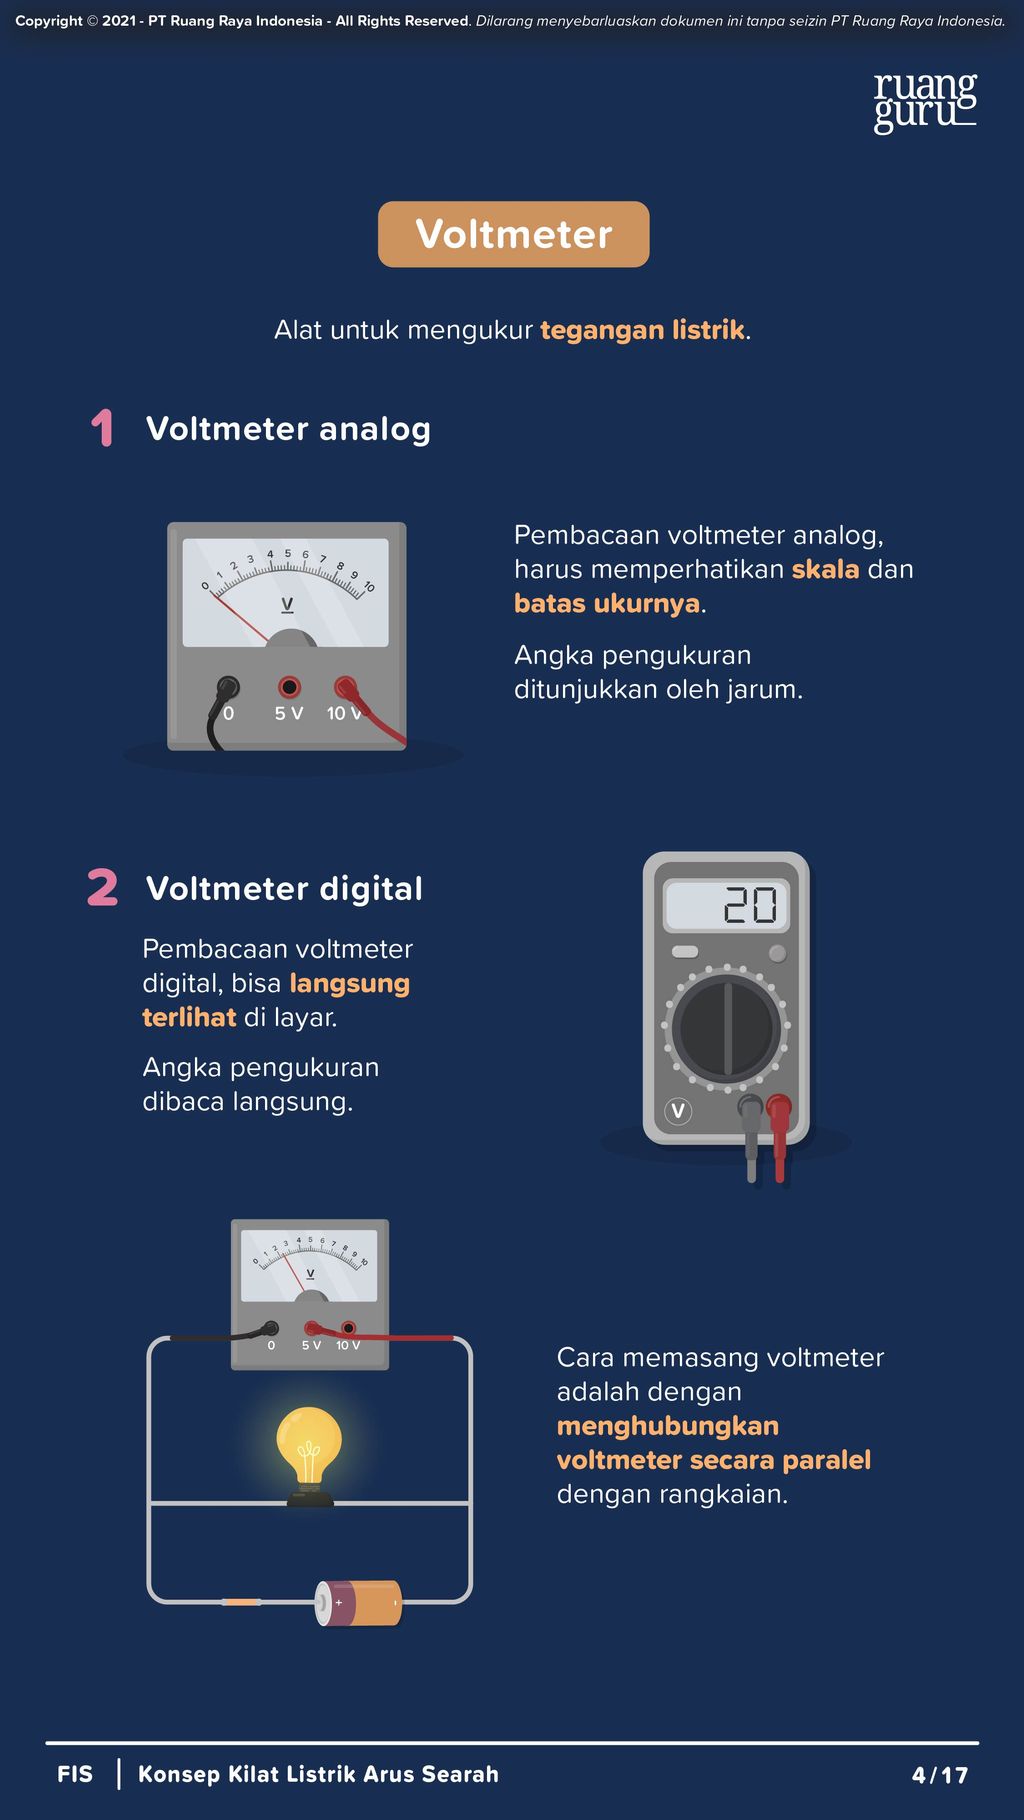 Copyright © 2021 - PT Ruang Raya Indonesia - All Rights Reserved. Dilarang menyebarluaskan dokumen ini tanpa seizin PT Ruang Raya Indonesia.
ruang
guru
Voltmeter
Alat untuk mengukur tegangan listrik.
1 Voltmeter analog
0 1 2 3 4 5 6 7 8 9 10
V
0 5 V 10 V
Pembacaan voltmeter analog,
harus memperhatikan skala dan
batas ukurnya.
Angka pengukuran
ditunjukkan oleh jarum.
2 Voltmeter digital
Pembacaan voltmeter
digital, bisa langsung
terlihat di layar.
Angka pengukuran
dibaca langsung.
20
V
0 1 2 3 4 5 6 7 8 9 10
V
0 5 V 10 V
+ -
Cara memasang voltmeter
adalah dengan
menghubungkan
voltmeter secara paralel
dengan rangkaian.
FIS | Konsep Kilat Listrik Arus Searah
4/17